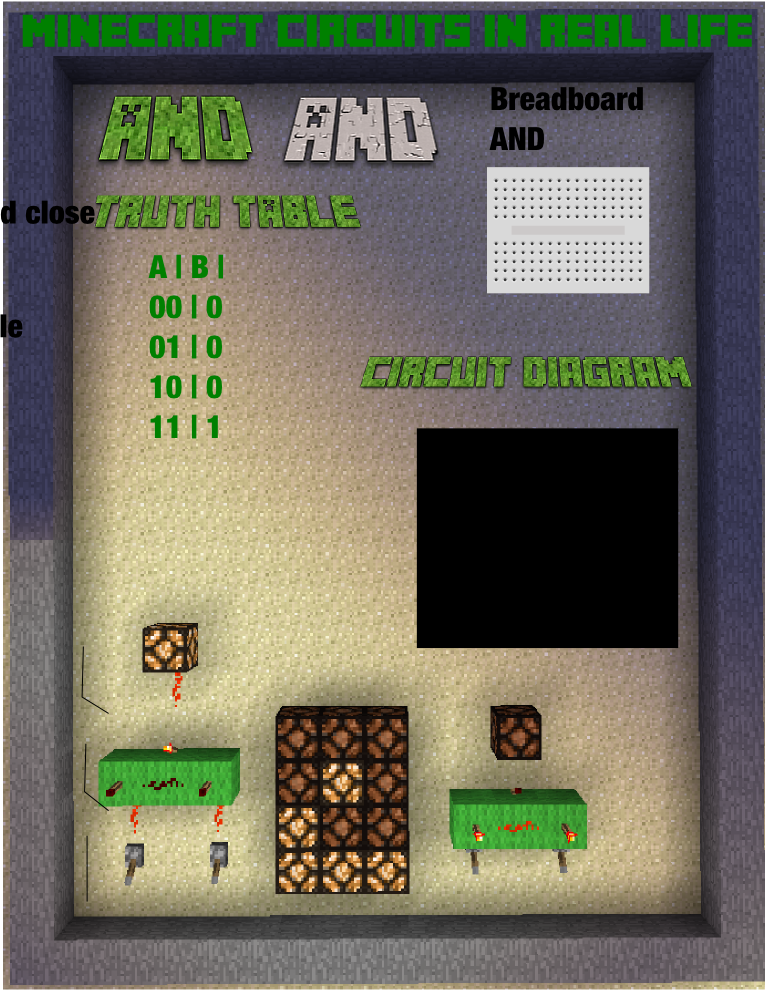 MINECRAFT CIRCUITS IN REAL LIFE
AND AND
Breadboard
AND
d close
TRUTH TABLE
A | B |
00 | 0
le
01 | 0
10 | 0
11 | 1
CIRCUIT DIAGRAM